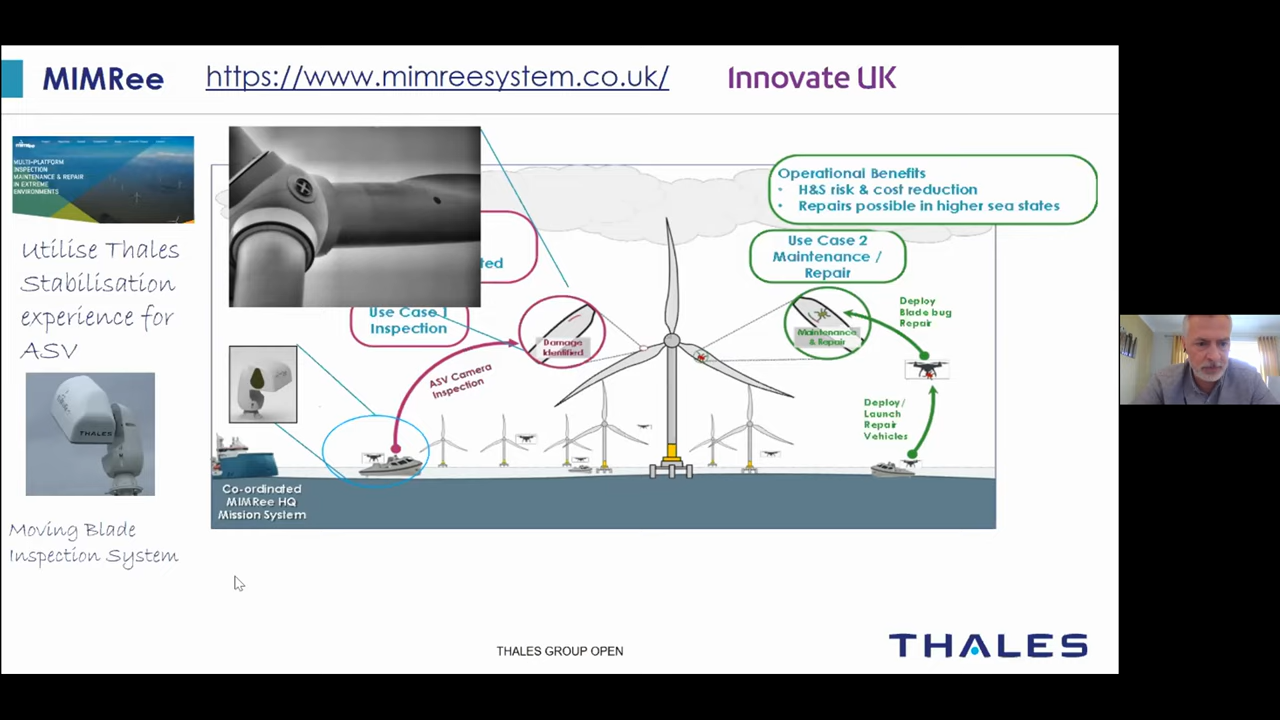 MIMRee
https://www.mimreesystem.co.uk/
Innovate UK
MULTI-PLATFORM
INSPECTION
MAINTENANCE & REPAIR
IN EXTREME
ENVIRONMENTS
Utilise Thales
Stabilisation
experience for
ASV
THALES
Moving Blade
Inspection System
Operational Benefits
• H&S risk & cost reduction
• Repairs possible in higher sea states
ted
Use Case 1
Inspection
Use Case 2
Maintenance /
Repair
Damage
Identified
Maintenance
& Repair
Deploy
Blade bug
Repair
ASV Camera
Inspection
Deploy/
Launch
Repair
Vehicles
Co-ordinated
MIMRee HQ
Mission System
THALES GROUP OPEN
THALES